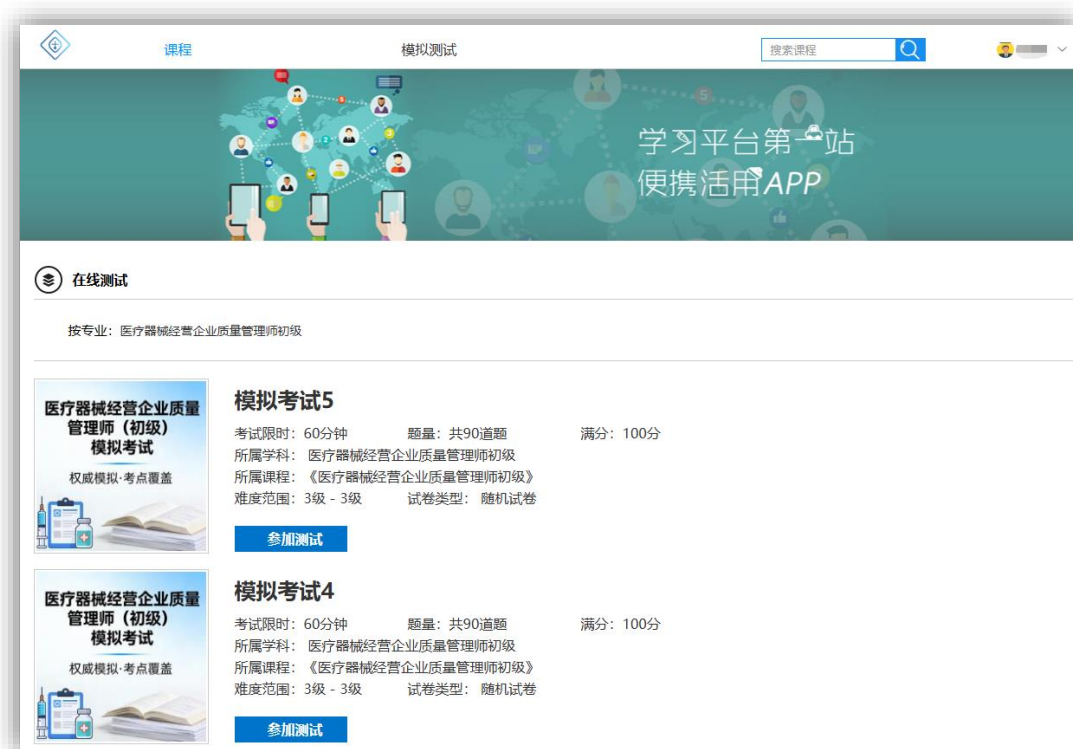 课程
模拟测试
搜索课程
学习平台第一站
便携活用APP
在线测试
按专业：医疗器械经营企业质量管理师初级
医疗器械经营企业质量
管理师（初级）
模拟考试
权威模拟·考点覆盖
模拟考试5
考试限时：60分钟 题量：共90道题 满分：100分
所属学科： 医疗器械经营企业质量管理师初级
所属课程：《医疗器械经营企业质量管理师初级》
难度范围：3级 - 3级 试卷类型： 随机试卷
参加测试
医疗器械经营企业质量
管理师（初级）
模拟考试
权威模拟·考点覆盖
模拟考试4
考试限时：60分钟 题量：共90道题 满分：100分
所属学科： 医疗器械经营企业质量管理师初级
所属课程：《医疗器械经营企业质量管理师初级》
难度范围：3级 - 3级 试卷类型： 随机试卷
参加测试